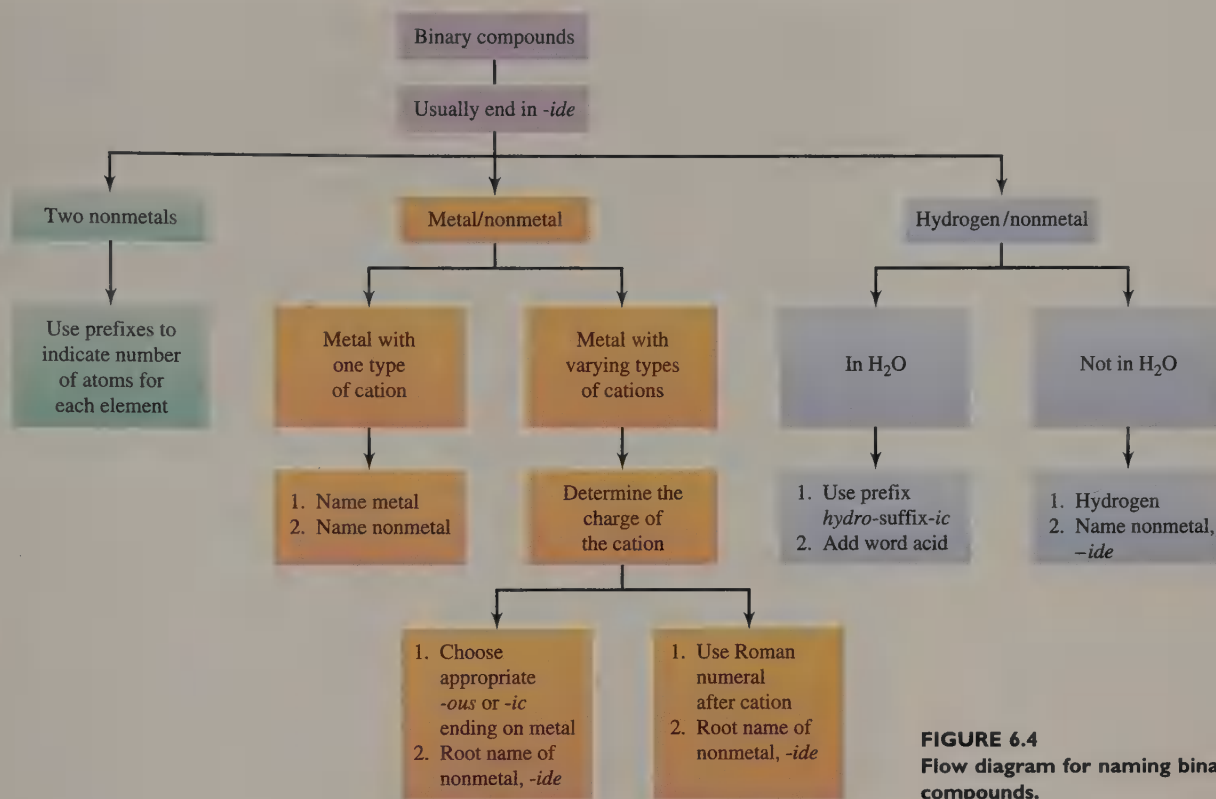 Binary compounds
Usually end in -ide
Two nonmetals
Metal/nonmetal
Hydrogen/nonmetal
Use prefixes to
indicate number
of atoms for
each element
Metal with
one type
of cation
Metal with
varying types
of cations
In H₂O
Not in H₂O
1. Name metal
2. Name nonmetal
Determine the
charge of
the cation
1. Use prefix
hydro-suffix-ic
2. Add word acid
1. Hydrogen
2. Name nonmetal,
–ide
1. Choose
appropriate
-ous or -ic
ending on metal
2. Root name of
nonmetal, -ide
1. Use Roman
numeral
after cation
2. Root name of
nonmetal, -ide
FIGURE 6.4
Flow diagram for naming bina
compounds.